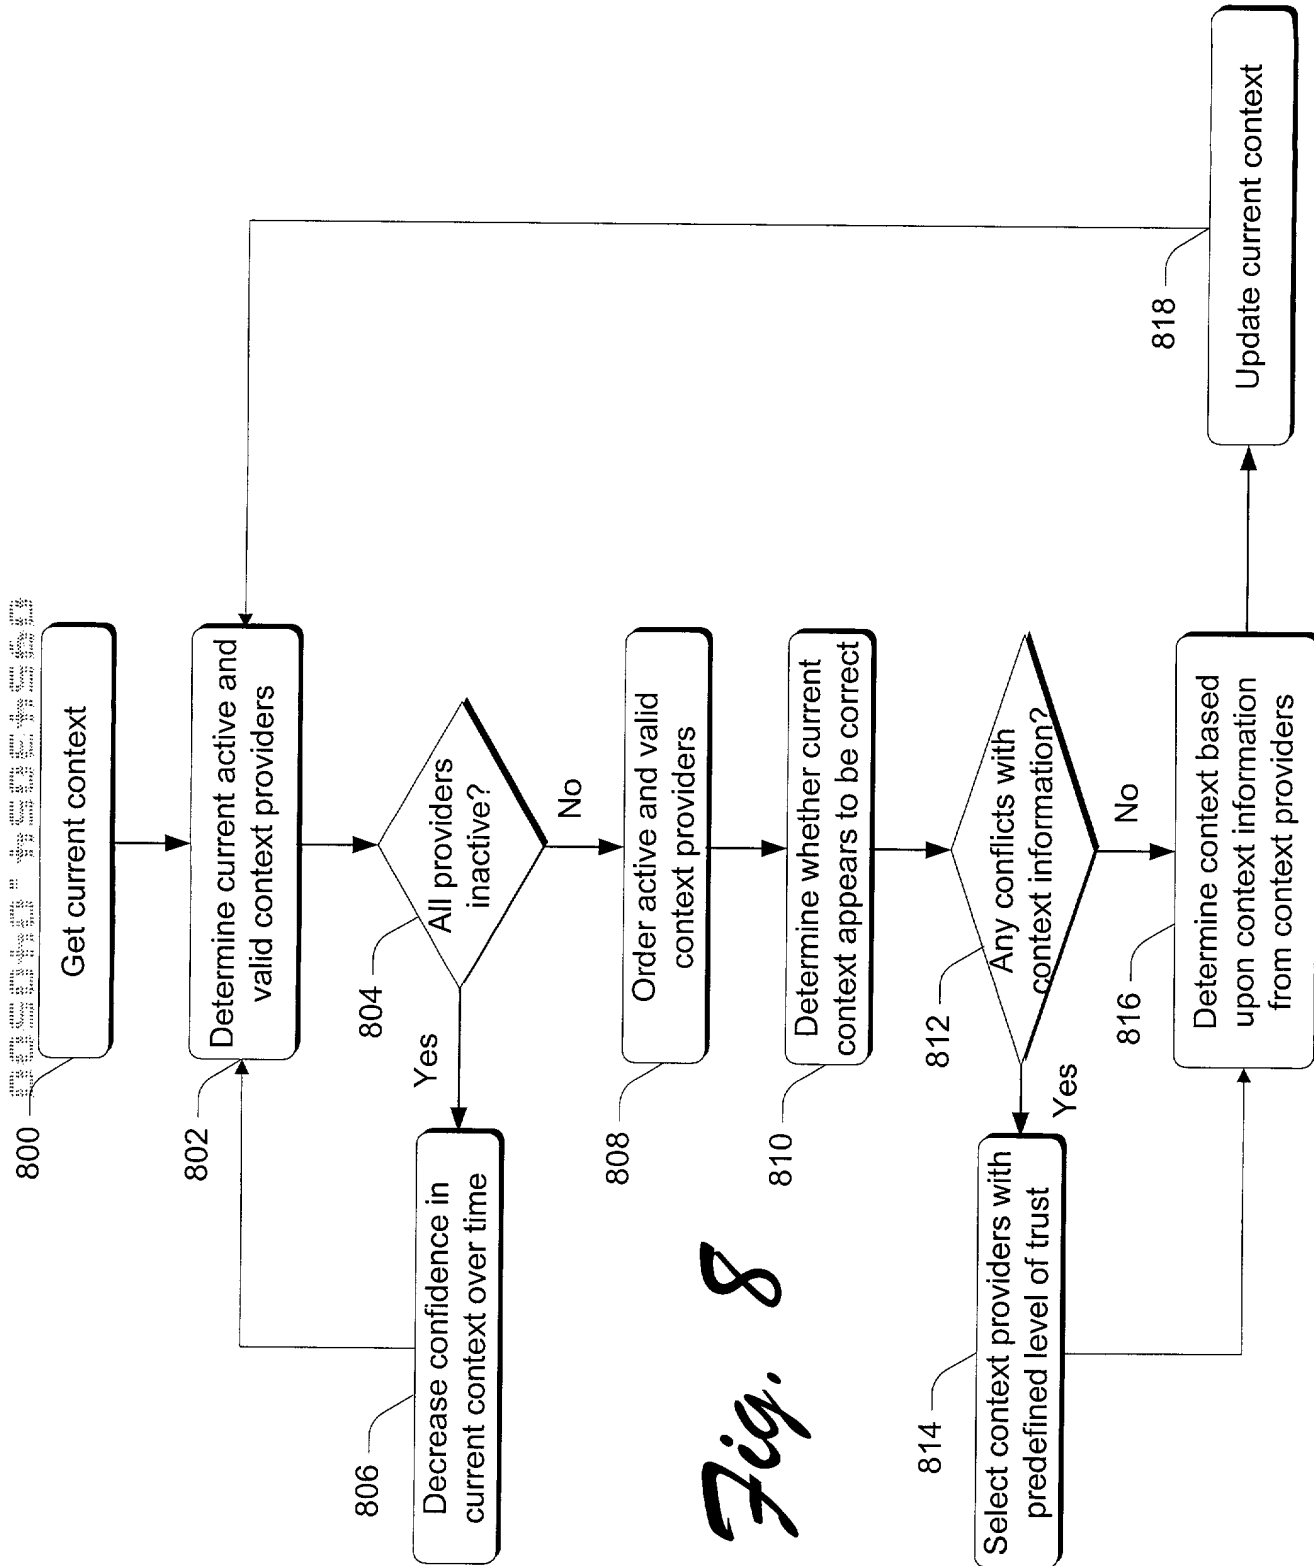 800
Get current context
802
Determine current active and
valid context providers
804
All providers
inactive?
Yes
No
806
Decrease confidence in
current context over time
808
Order active and valid
context providers
810
Determine whether current
context appears to be correct
812
Any conflicts with
context information?
Yes
No
814
Select context providers with
predefined level of trust
816
Determine context based
upon context information
from context providers
818
Update current context
Fig. 8